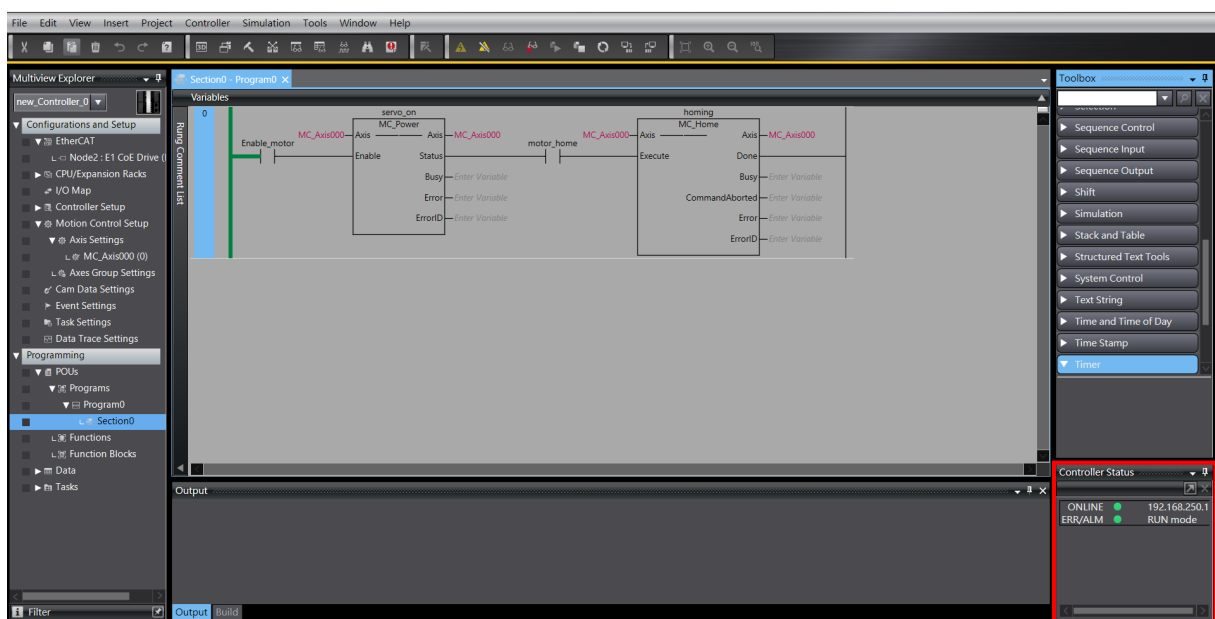 File Edit View Insert Project Controller Simulation Tools Window Help
Multiview Explorer
new_Controller_0
Configurations and Setup
EtherCAT
Node2 : E1 CoE Drive (
CPU/Expansion Racks
I/O Map
Controller Setup
Motion Control Setup
Axis Settings
MC_Axis000 (0)
Axes Group Settings
Cam Data Settings
Event Settings
Task Settings
Data Trace Settings
Programming
POUs
Programs
Program0
Section0
Functions
Function Blocks
Data
Tasks
Filter
Section0 - Program0
Variables
Rung Comment List
0
servo_on
MC_Power
MC_Axis000 Axis Axis MC_Axis000
Enable_motor
Enable Status
Busy Enter Variable
Error Enter Variable
ErrorID Enter Variable
motor_home
homing
MC_Home
MC_Axis000 Axis Axis MC_Axis000
Execute Done
Busy Enter Variable
CommandAborted Enter Variable
Error Enter Variable
ErrorID Enter Variable
Output
Output Build
Toolbox
Sequence Control
Sequence Input
Sequence Output
Shift
Simulation
Stack and Table
Structured Text Tools
System Control
Text String
Time and Time of Day
Time Stamp
Timer
Controller Status
ONLINE 192.168.250.1
ERR/ALM RUN mode